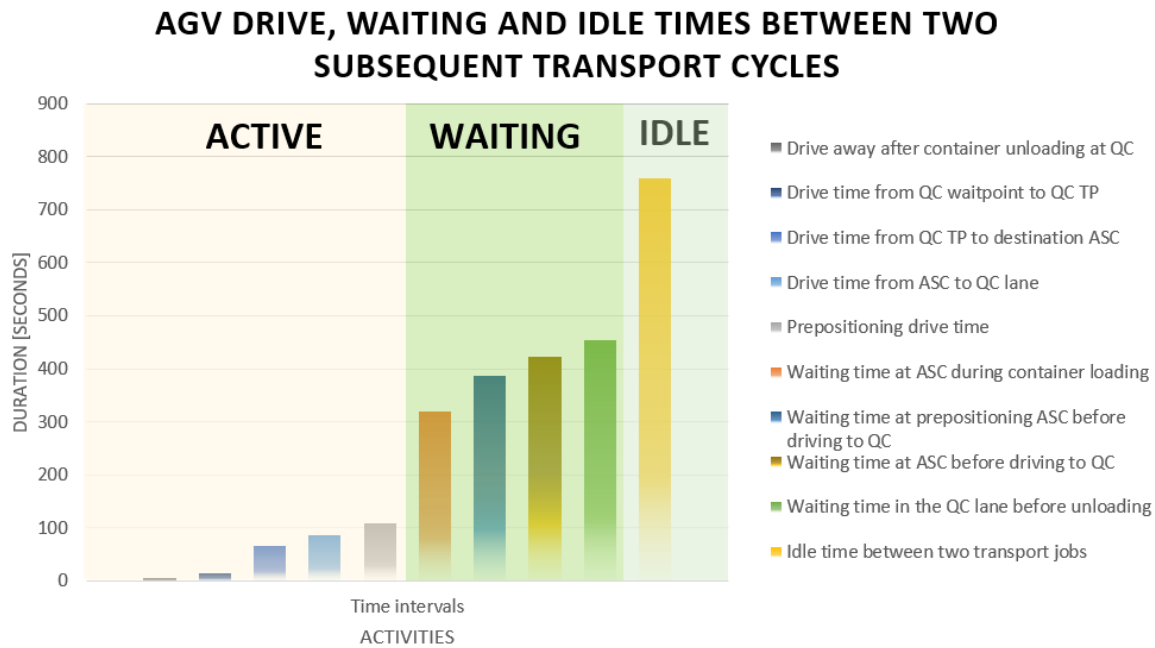 AGV DRIVE, WAITING AND IDLE TIMES BETWEEN TWO
SUBSEQUENT TRANSPORT CYCLES
900
800
700
600
500
400
300
200
100
0
DURATION [SECONDS]
ACTIVE
WAITING
IDLE
Time intervals
ACTIVITIES
Drive away after container unloading at QC
Drive time from QC waitpoint to QC TP
Drive time from QC TP to destination ASC
Drive time from ASC to QC lane
Prepositioning drive time
Waiting time at ASC during container loading
Waiting time at prepositioning ASC before
driving to QC
Waiting time at ASC before driving to QC
Waiting time in the QC lane before unloading
Idle time between two transport jobs